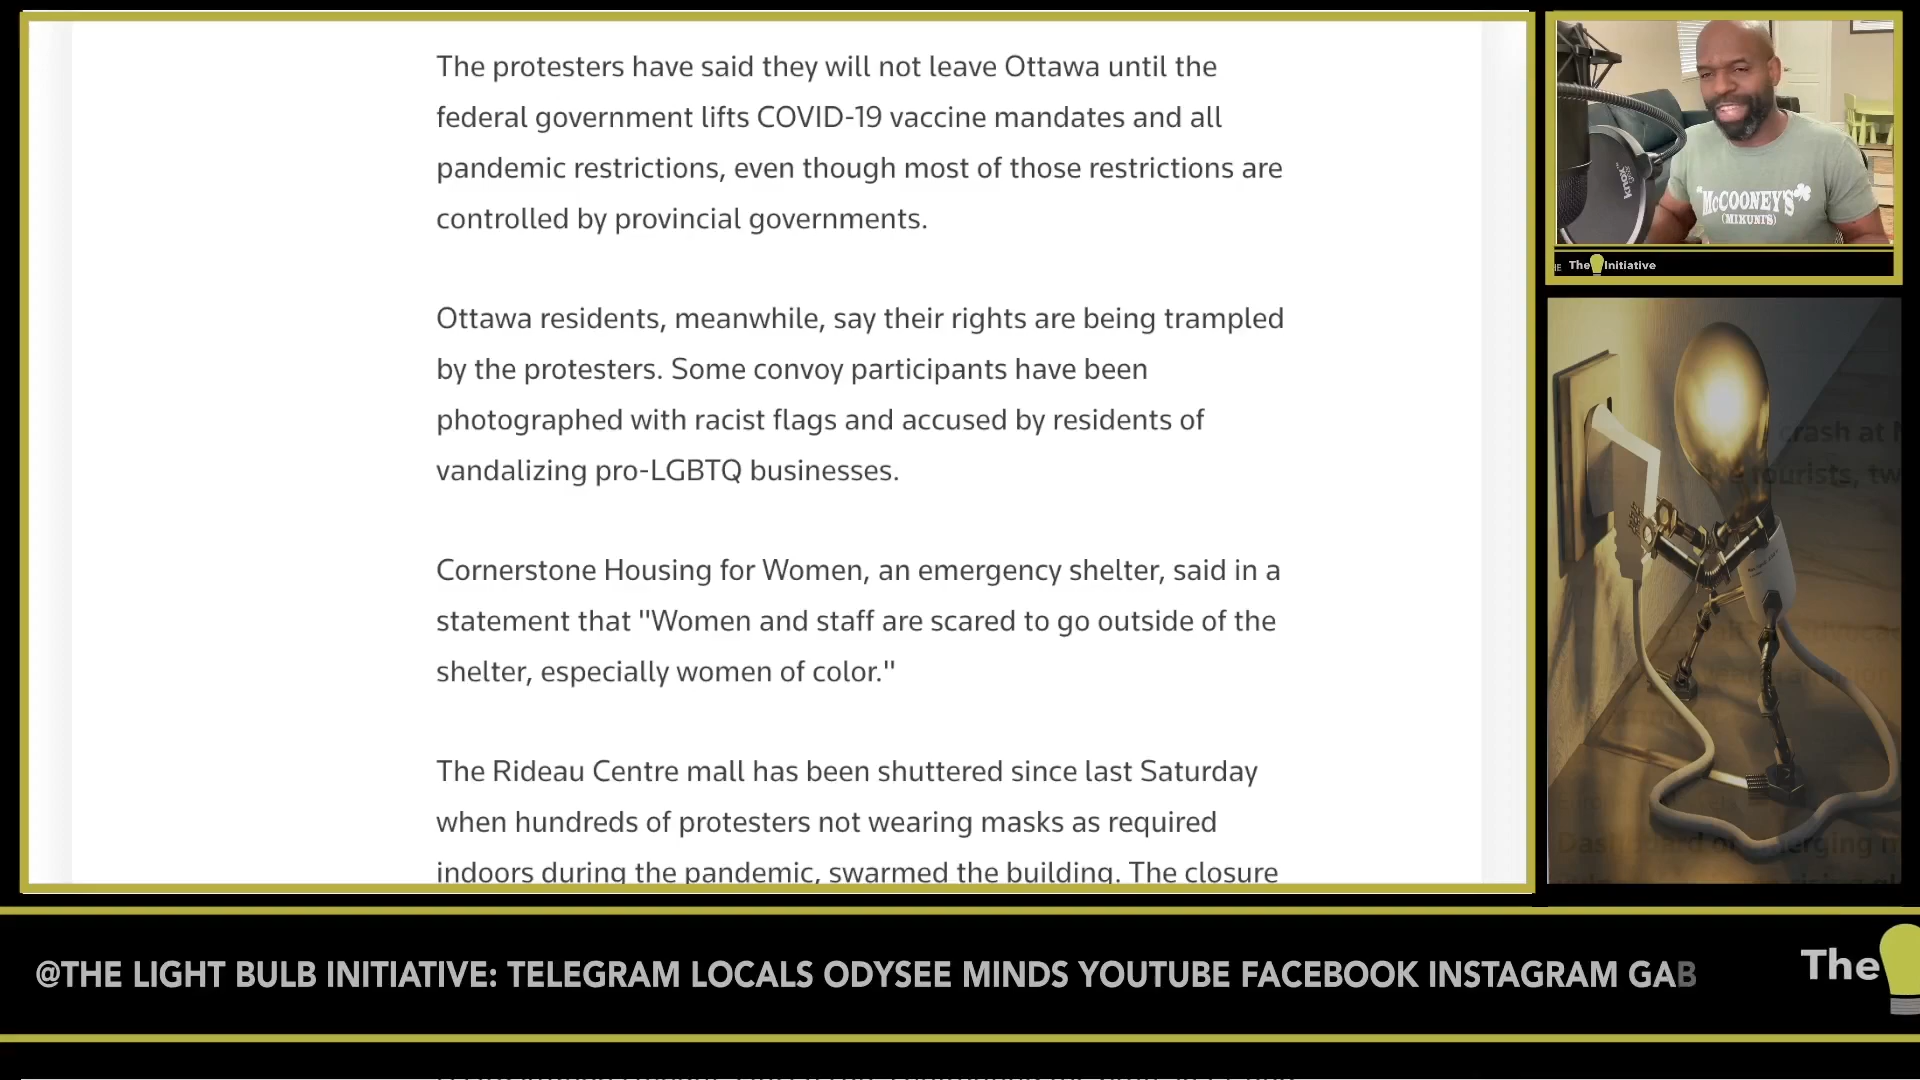 The protesters have said they will not leave Ottawa until the
federal government lifts COVID-19 vaccine mandates and all
pandemic restrictions, even though most of those restrictions are
controlled by provincial governments.
Ottawa residents, meanwhile, say their rights are being trampled
by the protesters. Some convoy participants have been
photographed with racist flags and accused by residents of
vandalizing pro-LGBTQ businesses.
Cornerstone Housing for Women, an emergency shelter, said in a
statement that "Women and staff are scared to go outside of the
shelter, especially women of color."
The Rideau Centre mall has been shuttered since last Saturday
when hundreds of protesters not wearing masks as required
indoors during the pandemic, swarmed the building. The closure
knox
"McCOONEY'S"
(MIKUNIS)
The Initiative
crash at
tourists, tw
@THE LIGHT BULB INITIATIVE: TELEGRAM LOCALS ODYSEE MINDS YOUTUBE FACEBOOK INSTAGRAM GAB
The